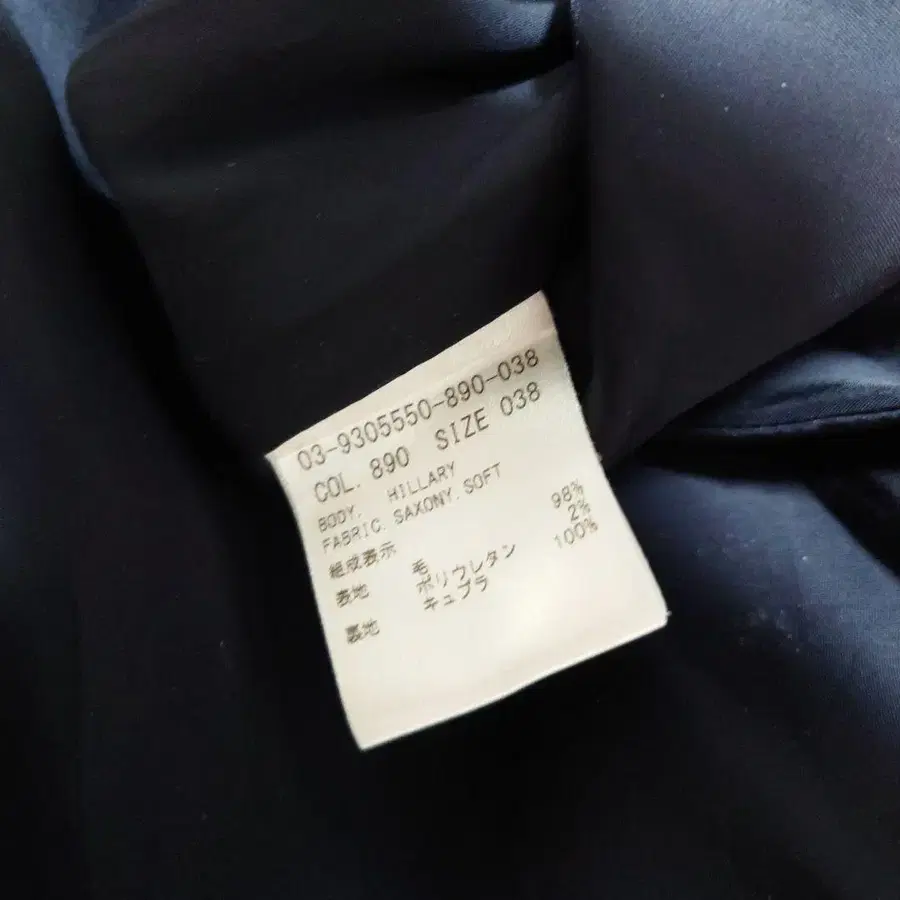 03-9305550-890-038
COL. 890 SIZE 038
BODY. HILLARY
FABRIC. SAXONY.SOFT
組成表示
表地 毛 98%
ポリウレタン 2%
裏地 キュプラ 100%